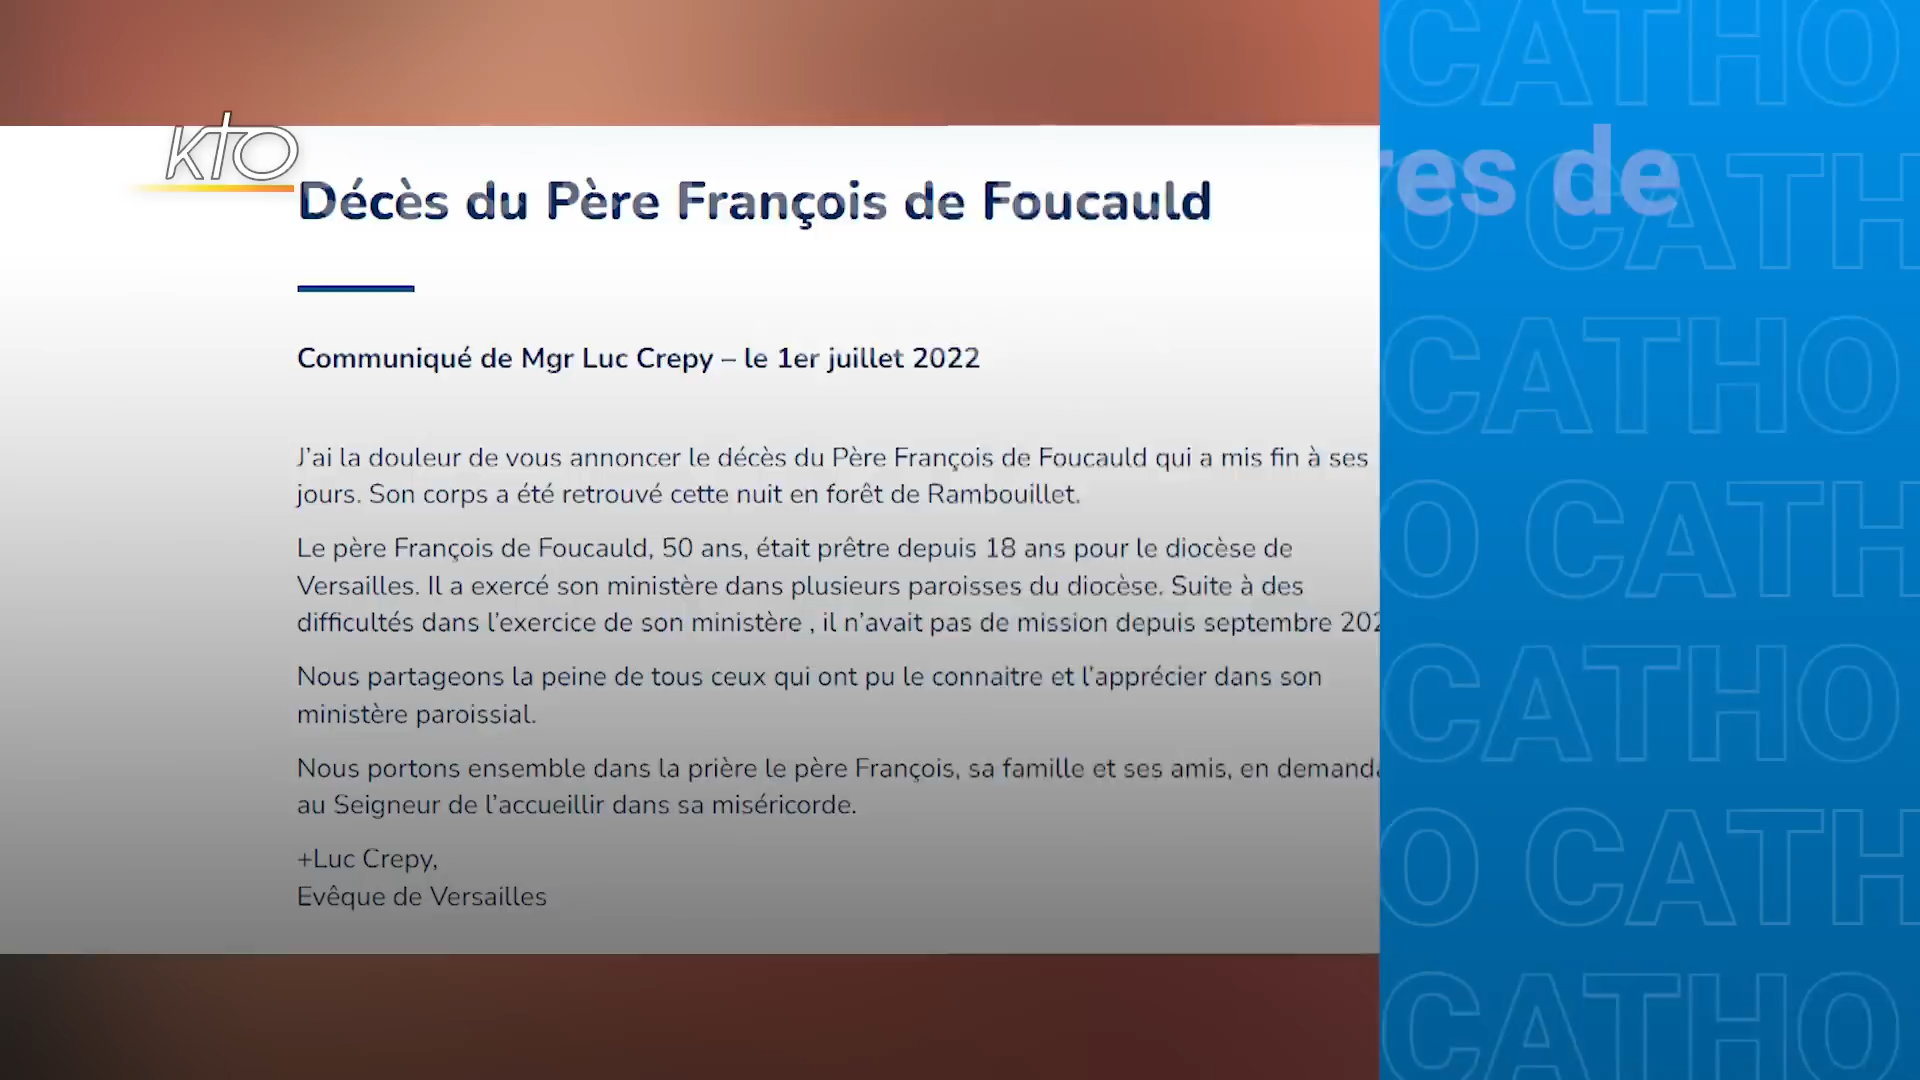 kto
Décès du Père François de Foucauld
res de
Communiqué de Mgr Luc Crepy – le 1er juillet 2022
J'ai la douleur de vous annoncer le décès du Père François de Foucauld qui a mis fin à ses
jours. Son corps a été retrouvé cette nuit en forêt de Rambouillet.
Le père François de Foucauld, 50 ans, était prêtre depuis 18 ans pour le diocèse de
Versailles. Il a exercé son ministère dans plusieurs paroisses du diocèse. Suite à des
difficultés dans l'exercice de son ministère , il n'avait pas de mission depuis septembre 202
Nous partageons la peine de tous ceux qui ont pu le connaitre et l'apprécier dans son
ministère paroissial.
Nous portons ensemble dans la prière le père François, sa famille et ses amis, en demand
au Seigneur de l'accueillir dans sa miséricorde.
+Luc Crepy,
Evêque de Versailles
CATHO
O CATH
CATHO
O CATH
CATHO
O CATH
CATHO